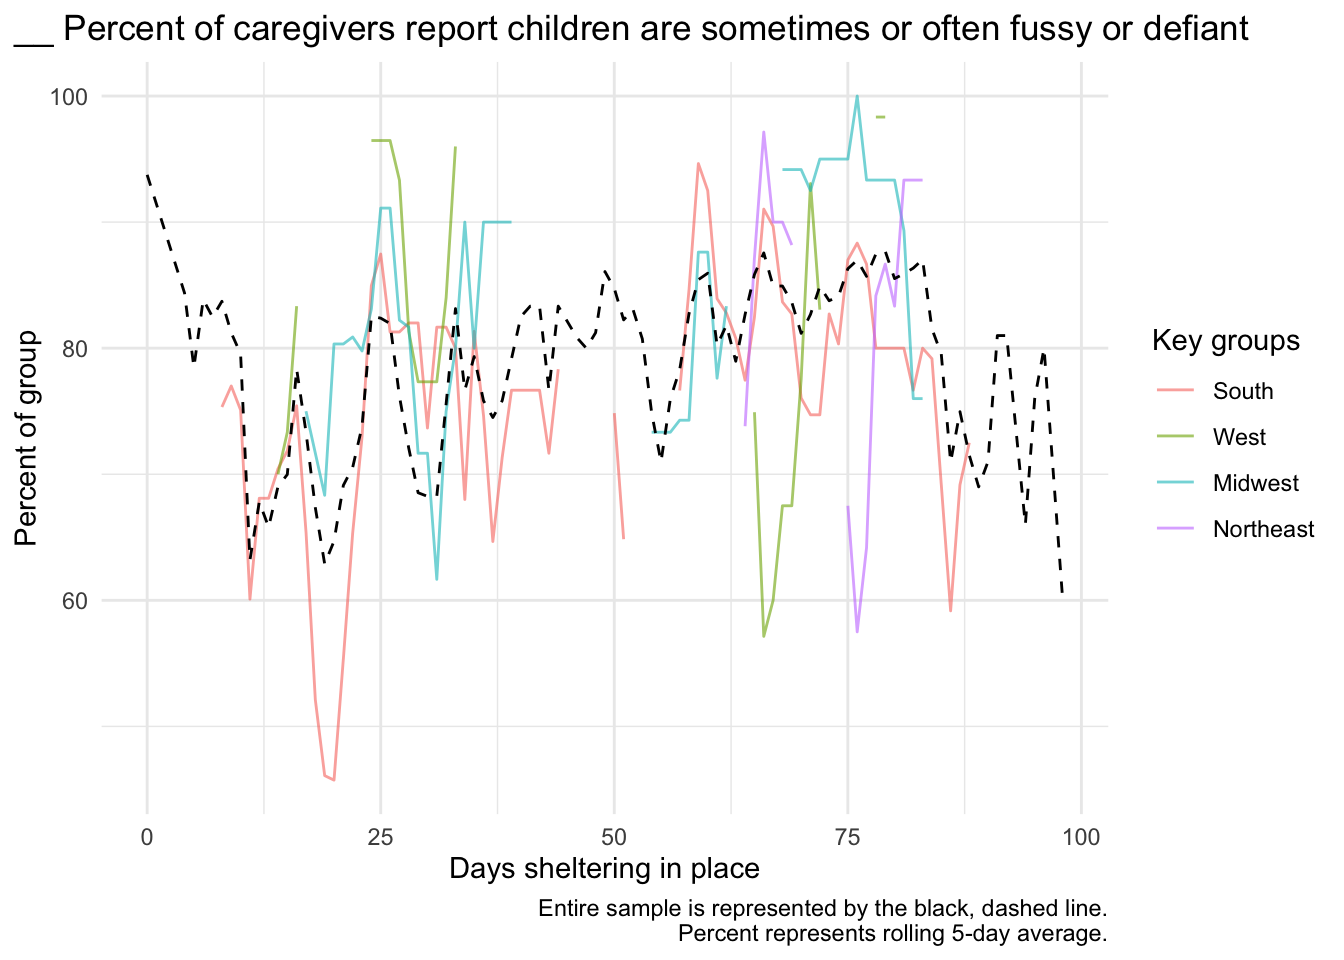 __ Percent of caregivers report children are sometimes or often fussy or defiant
100
80
60
Percent of group
0 25 50 75 100
Days sheltering in place
Key groups
South
West
Midwest
Northeast
Entire sample is represented by the black, dashed line.
Percent represents rolling 5-day average.